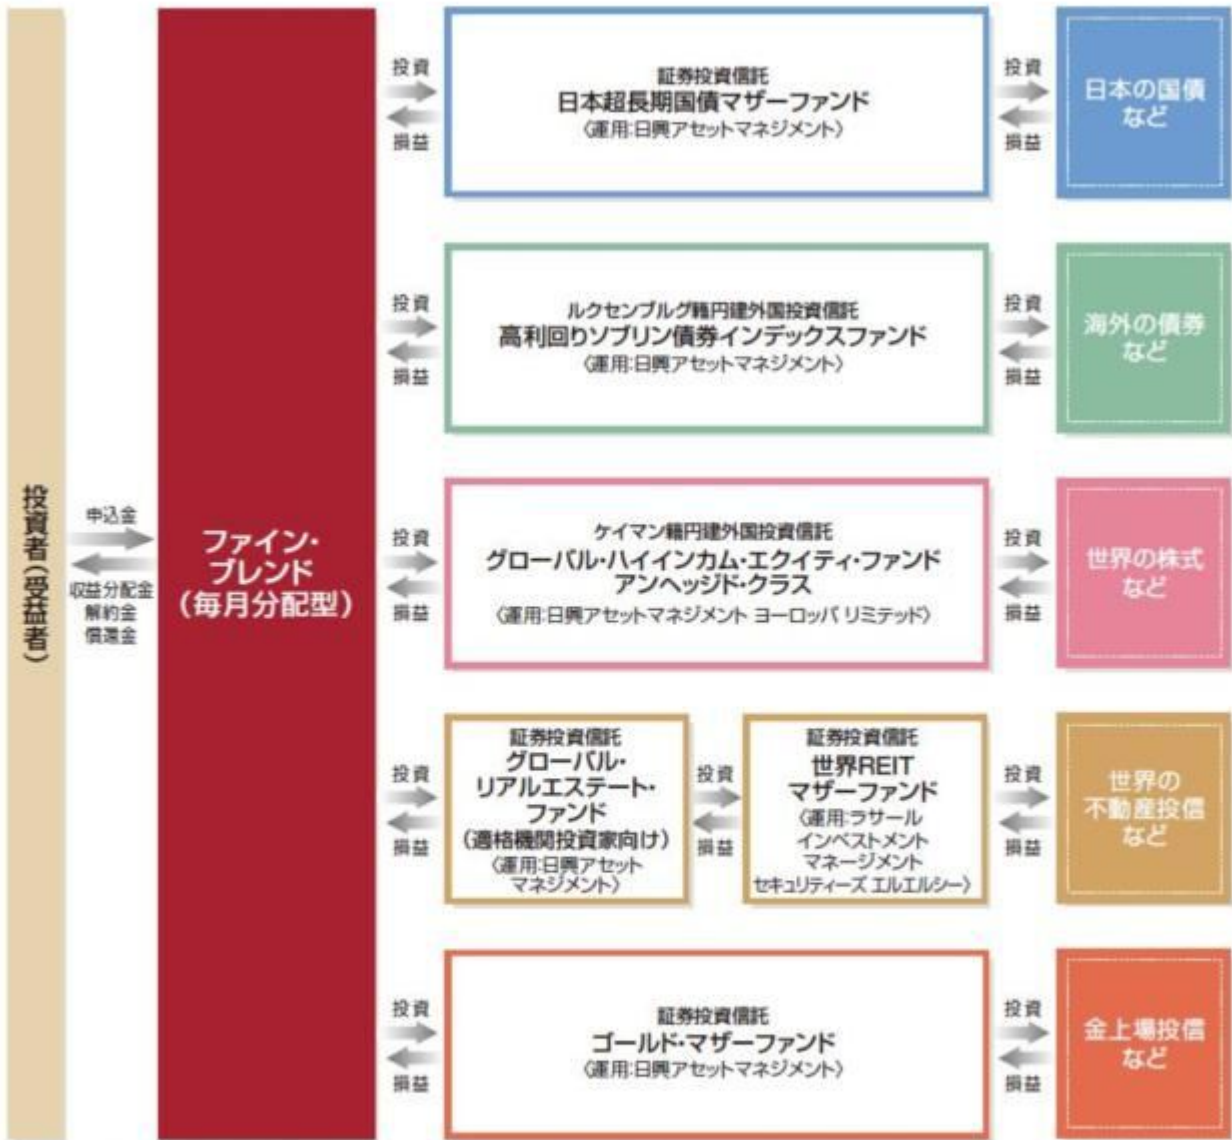 投資者（受益者）
申込金
収益分配金
解約金
償還金
ファイン・
ブレンド
（毎月分配型）
投資
損益
証券投資信託
日本超長期国債マザーファンド
〈運用:日興アセットマネジメント〉
投資
損益
日本の国債
など
投資
損益
ルクセンブルグ籍円建外国投資信託
高利回りソブリン債券インデックスファンド
〈運用:日興アセットマネジメント〉
投資
損益
海外の債券
など
投資
損益
ケイマン籍円建外国投資信託
グローバル・ハイインカム・エクイティ・ファンド
アンヘッジド・クラス
〈運用:日興アセットマネジメント ヨーロッパ リミテッド〉
投資
損益
世界の株式
など
投資
損益
証券投資信託
グローバル・
リアルエステート・
ファンド
（適格機関投資家向け）
〈運用:日興アセット
マネジメント〉
投資
損益
証券投資信託
世界REIT
マザーファンド
〈運用:ラサール
インベストメント
マネージメント
セキュリティーズ エルエルシー〉
投資
損益
世界の
不動産投信
など
投資
損益
証券投資信託
ゴールド・マザーファンド
〈運用:日興アセットマネジメント〉
投資
損益
金上場投信
など